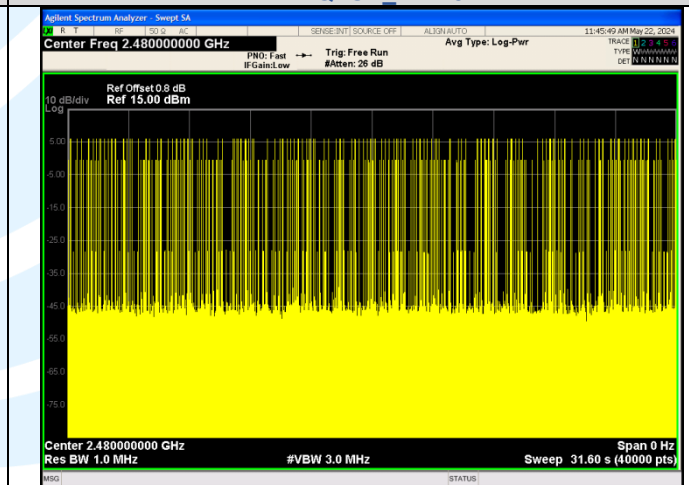 Agilent Spectrum Analyzer - Swept SA
R T RF 50 Ω AC SENSE:INT SOURCE OFF ALIGN AUTO 11:45:49 AM May 22, 2024
Center Freq 2.480000000 GHz Avg Type: Log-Pwr TRACE 1 2 3 4 5 6
PNO: Fast Trig: Free Run TYPE
IFGain:Low #Atten: 26 dB DET N N N N N N
Ref Offset 0.8 dB
10 dB/div Ref 15.00 dBm
Log
5.00
-5.00
-15.0
-25.0
-35.0
-45.0
-55.0
-65.0
-75.0
Center 2.480000000 GHz Span 0 Hz
Res BW 1.0 MHz #VBW 3.0 MHz Sweep 31.60 s (40000 pts)
MSG STATUS